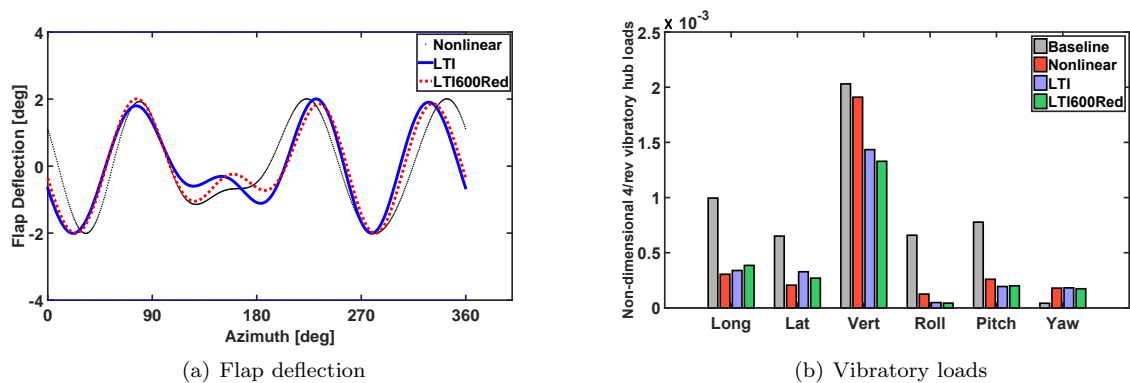 4
2
0
-2
-4
0 90 180 270 360
Flap Deflection [deg]
Azimuth [deg]
Nonlinear
LTI
LTI600Red
(a) Flap deflection
x 10-3
2.5
2
1.5
1
0.5
0
Non-dimensional 4/rev vibratory hub loads
Long Lat Vert Roll Pitch Yaw
Baseline
Nonlinear
LTI
LTI600Red
(b) Vibratory loads